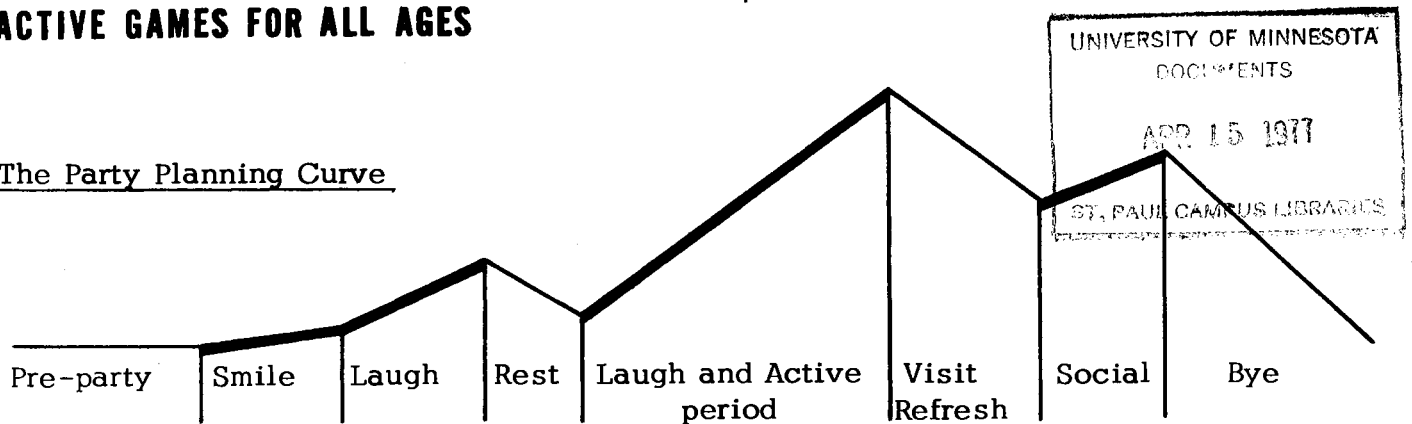 ACTIVE GAMES FOR ALL AGES
UNIVERSITY OF MINNESOTA
DOCUMENTS
APR 15 1977
ST. PAUL CAMPUS LIBRARIES
The Party Planning Curve
Pre-party Smile Laugh Rest Laugh and Active period Visit Refresh Social Bye